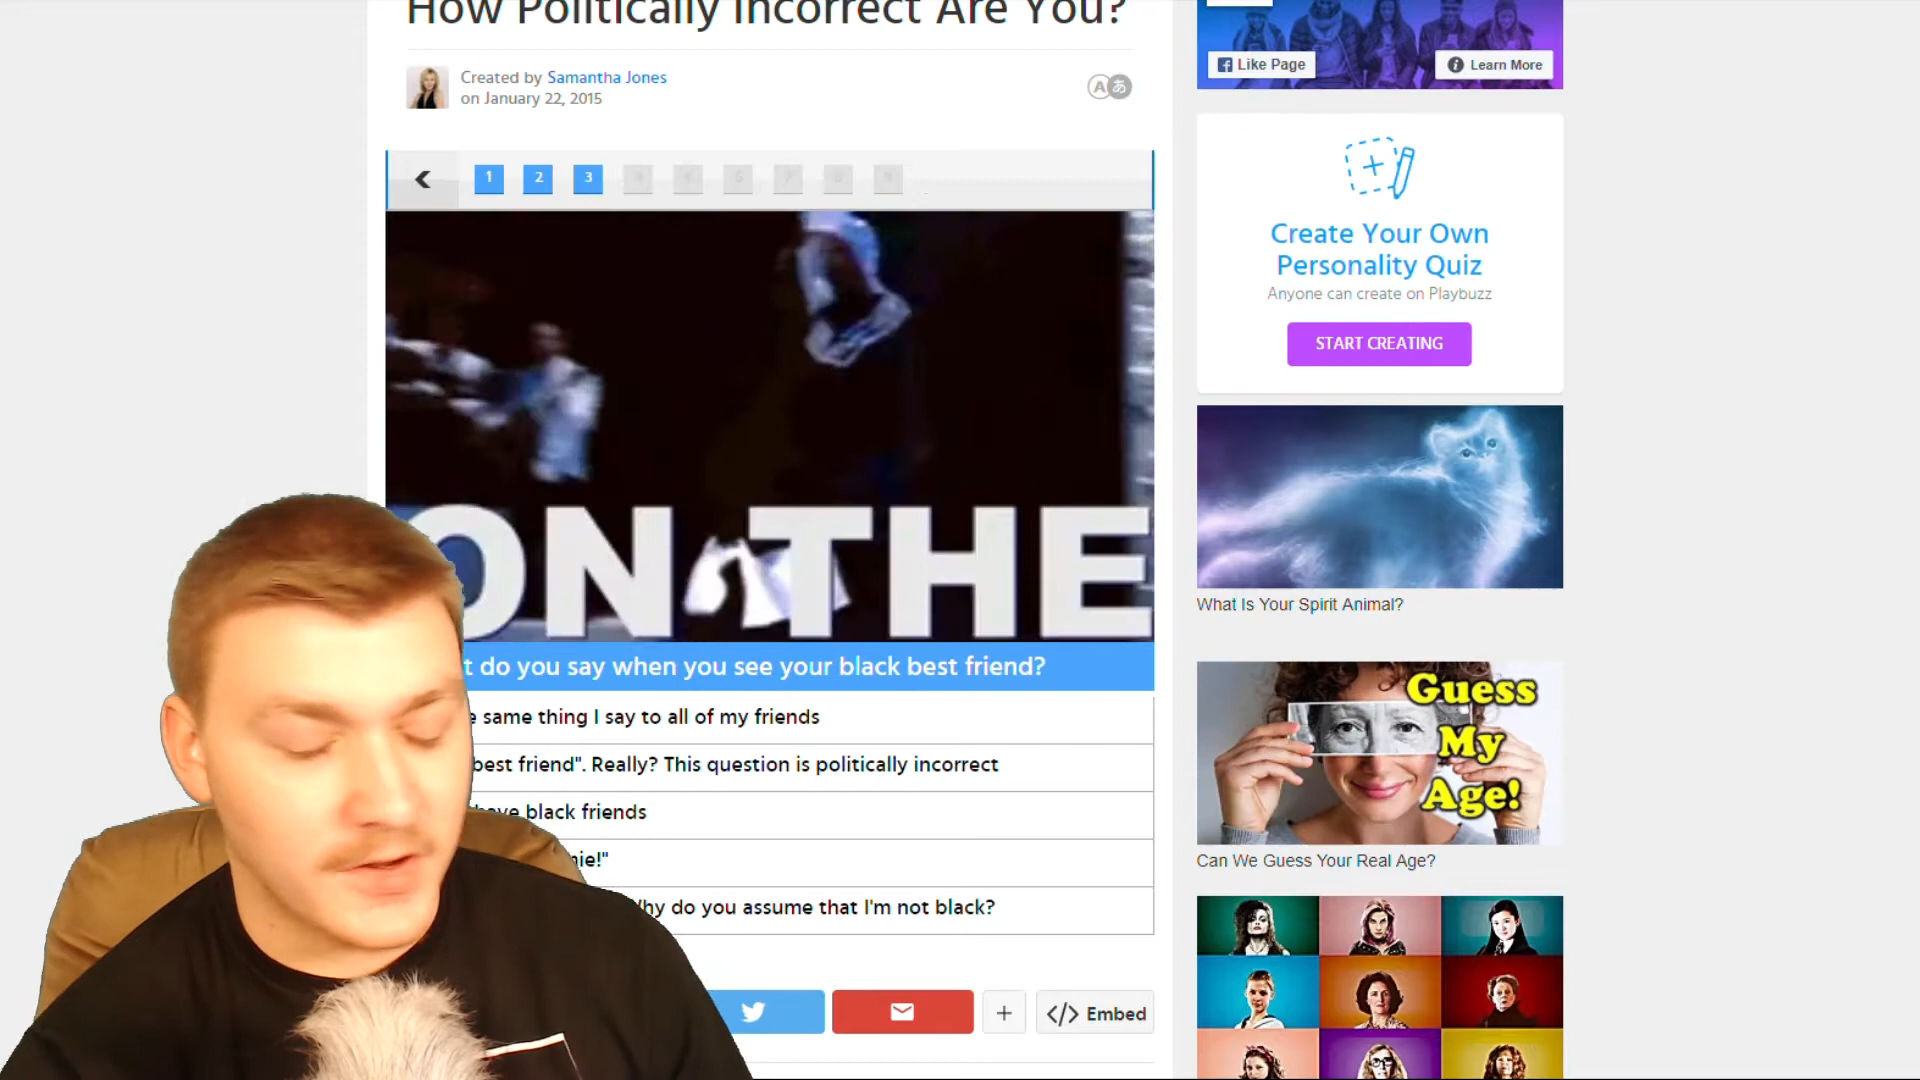 How Politically Incorrect Are You?
Created by Samantha Jones
on January 22, 2015
A あ
1 2 3
ON THE
t do you say when you see your black best friend?
same thing I say to all of my friends
best friend". Really? This question is politically incorrect
black friends
nie!"
hy do you assume that I'm not black?
+
</> Embed
Like Page
Learn More
Create Your Own
Personality Quiz
Anyone can create on Playbuzz
START CREATING
What Is Your Spirit Animal?
Guess
My
Age!
Can We Guess Your Real Age?